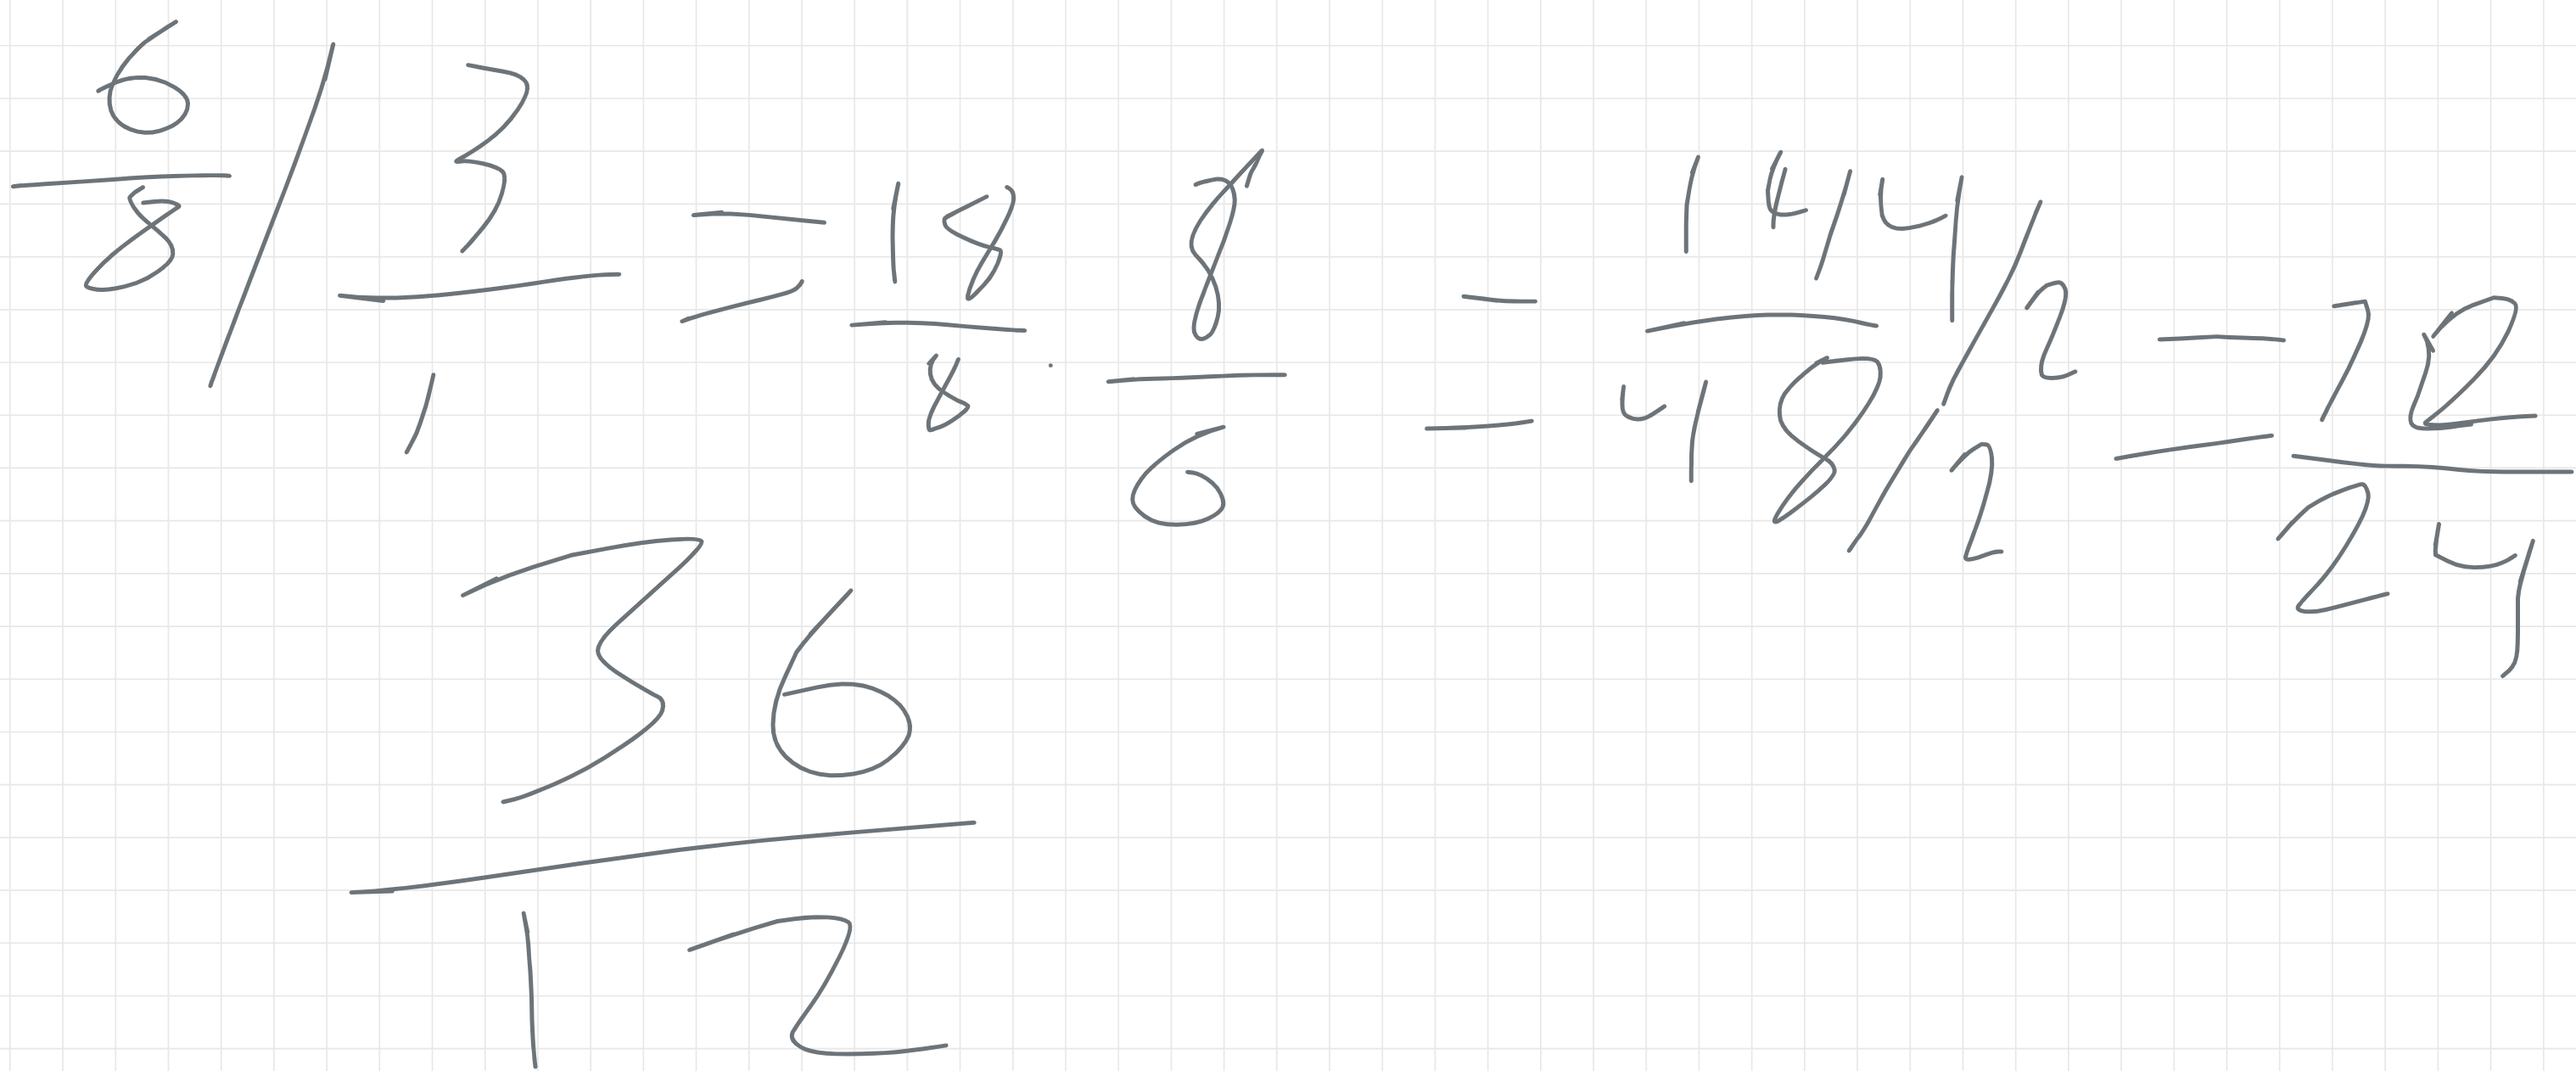 6/8 / 3/1 = 18/8 · 8/6 = 144/48 /2/2 = 72/24
36/12